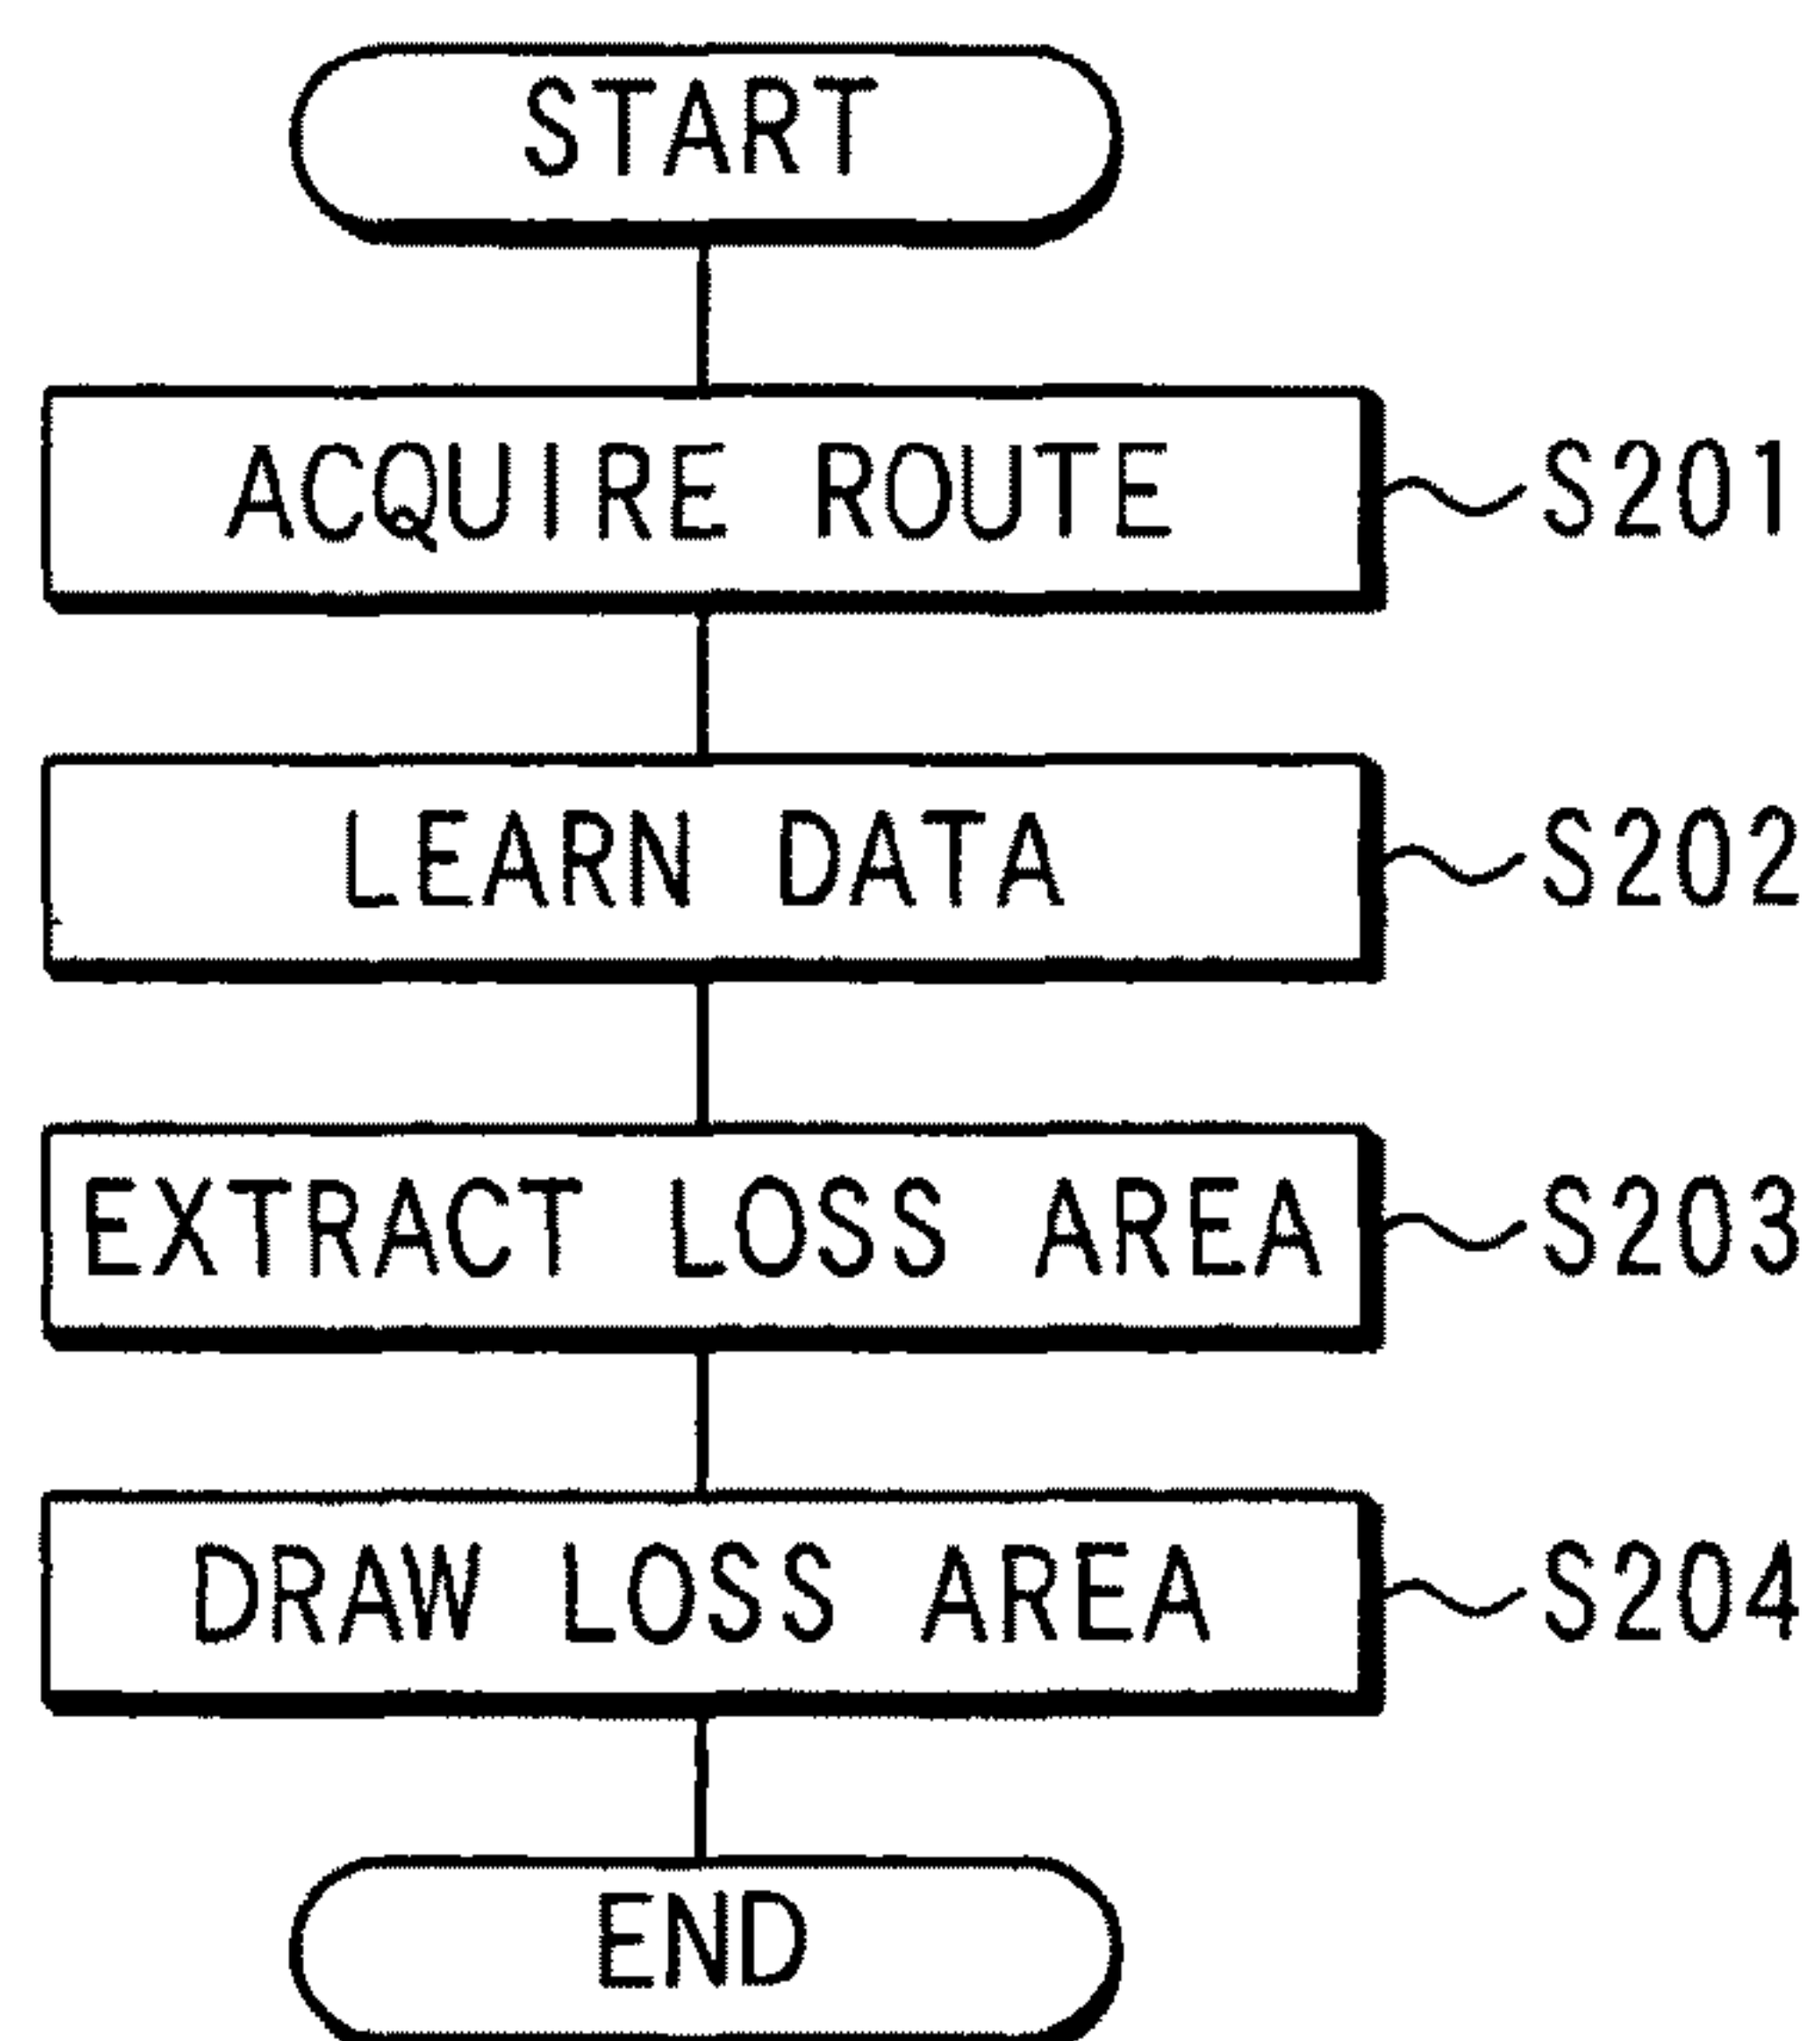 START
ACQUIRE ROUTE S201
LEARN DATA S202
EXTRACT LOSS AREA S203
DRAW LOSS AREA S204
END